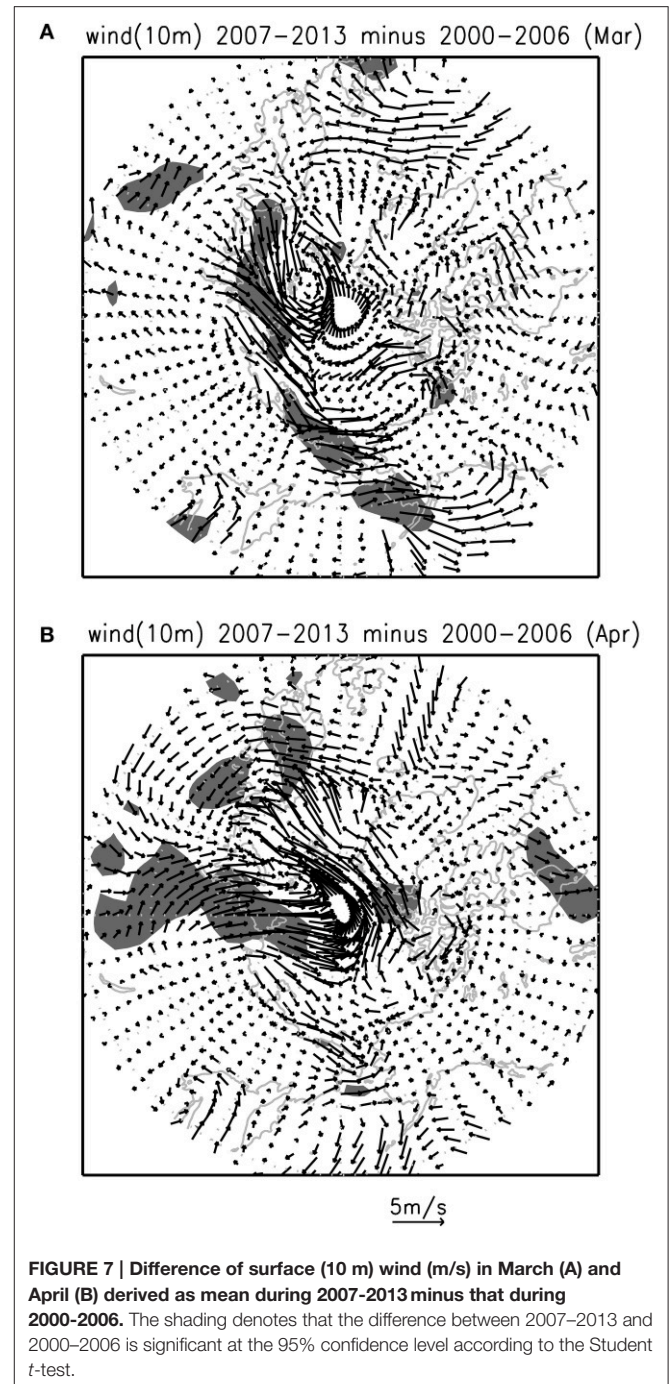 A wind(10m) 2007-2013 minus 2000-2006 (Mar)
B wind(10m) 2007-2013 minus 2000-2006 (Apr)
5m/s
FIGURE 7 | Difference of surface (10 m) wind (m/s) in March (A) and
April (B) derived as mean during 2007-2013 minus that during
2000-2006. The shading denotes that the difference between 2007–2013 and
2000–2006 is significant at the 95% confidence level according to the Student
t-test.